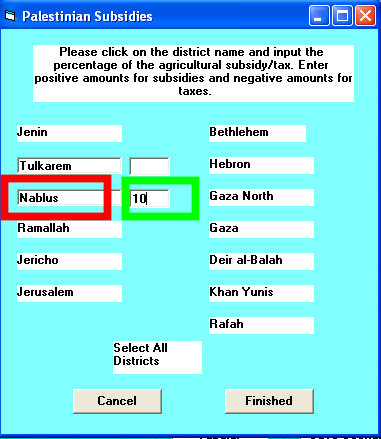 Palestinian Subsidies
Please click on the district name and input the
percentage of the agricultural subsidy/tax. Enter
positive amounts for subsidies and negative amounts for
taxes.
Jenin
Tulkarem
Nablus
10
Ramallah
Jericho
Jerusalem
Bethlehem
Hebron
Gaza North
Gaza
Deir al-Balah
Khan Yunis
Rafah
Select All
Districts
Cancel
Finished